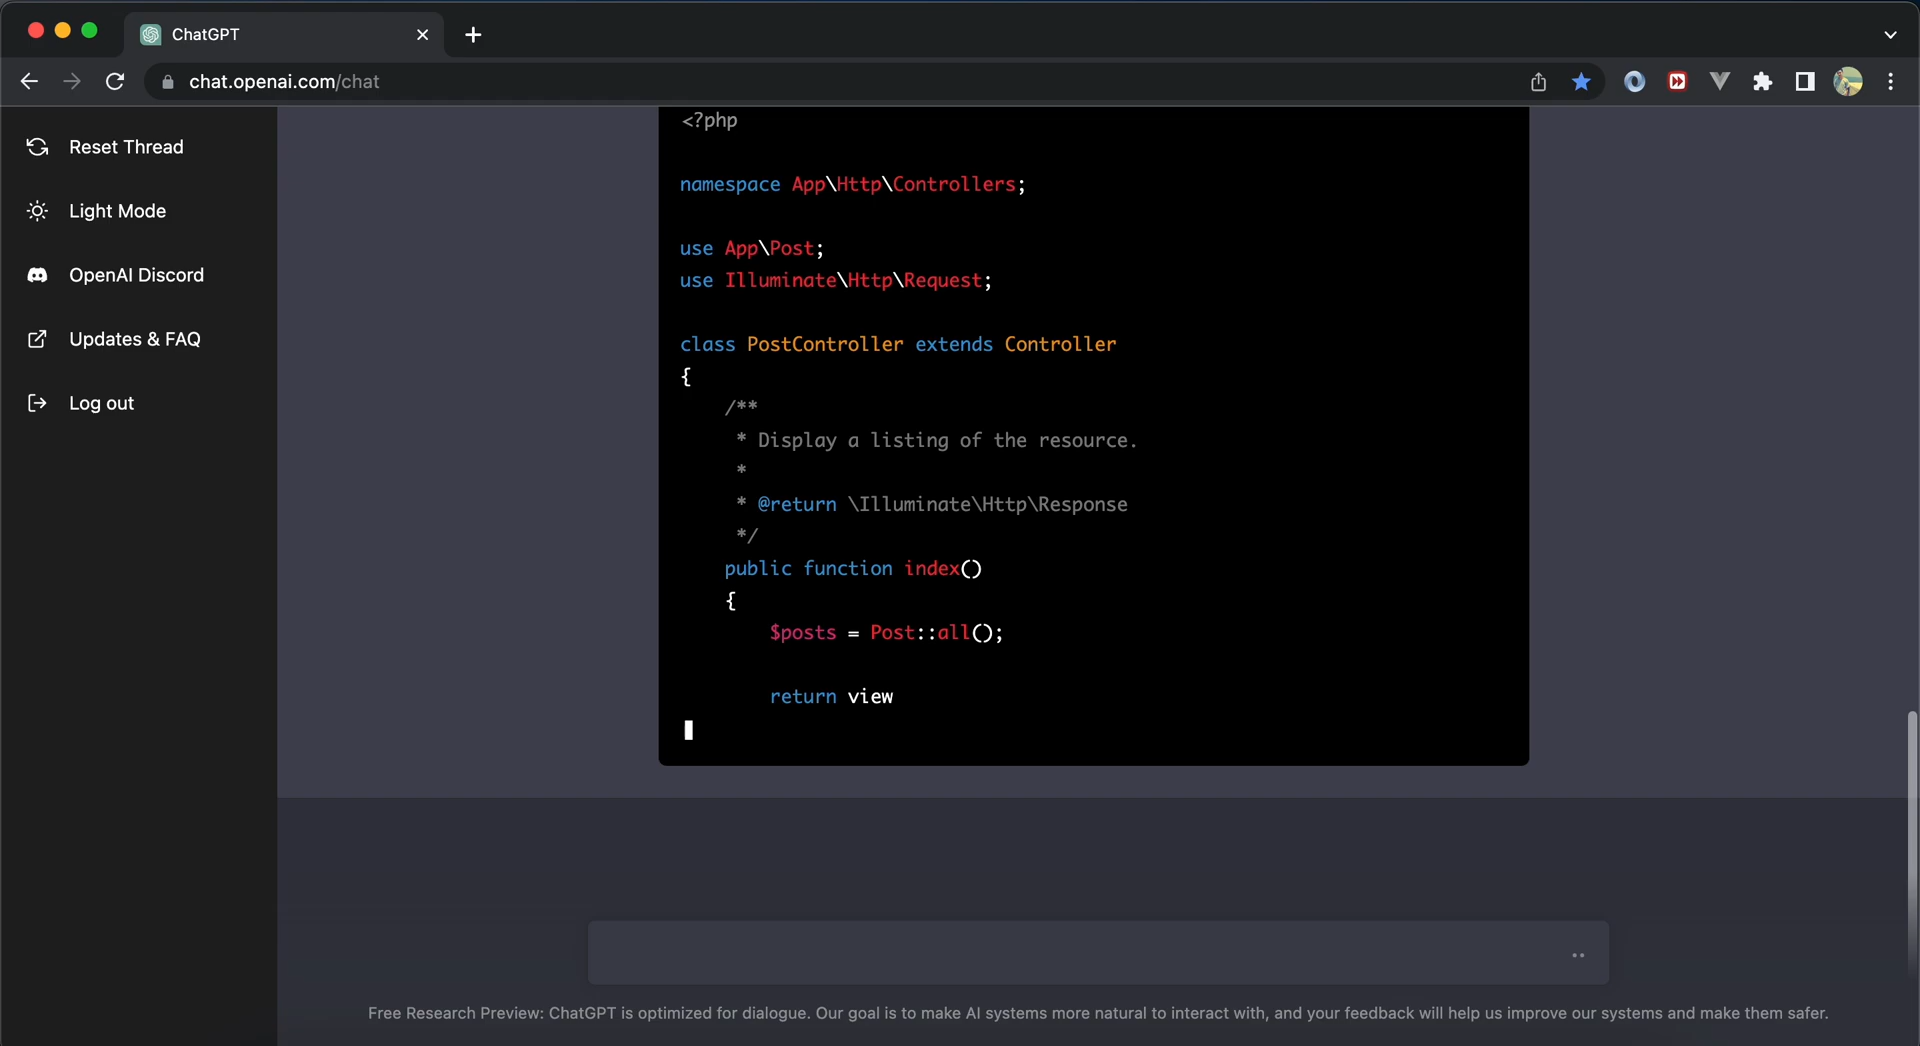 ChatGPT
chat.openai.com/chat
Reset Thread
Light Mode
OpenAI Discord
Updates & FAQ
Log out
<?php
namespace App\Http\Controllers;
use App\Post;
use Illuminate\Http\Request;
class PostController extends Controller
{
/**
* Display a listing of the resource.
*
* @return \Illuminate\Http\Response
*/
public function index()
{
$posts = Post::all();
return view
Free Research Preview: ChatGPT is optimized for dialogue. Our goal is to make AI systems more natural to interact with, and your feedback will help us improve our systems and make them safer.